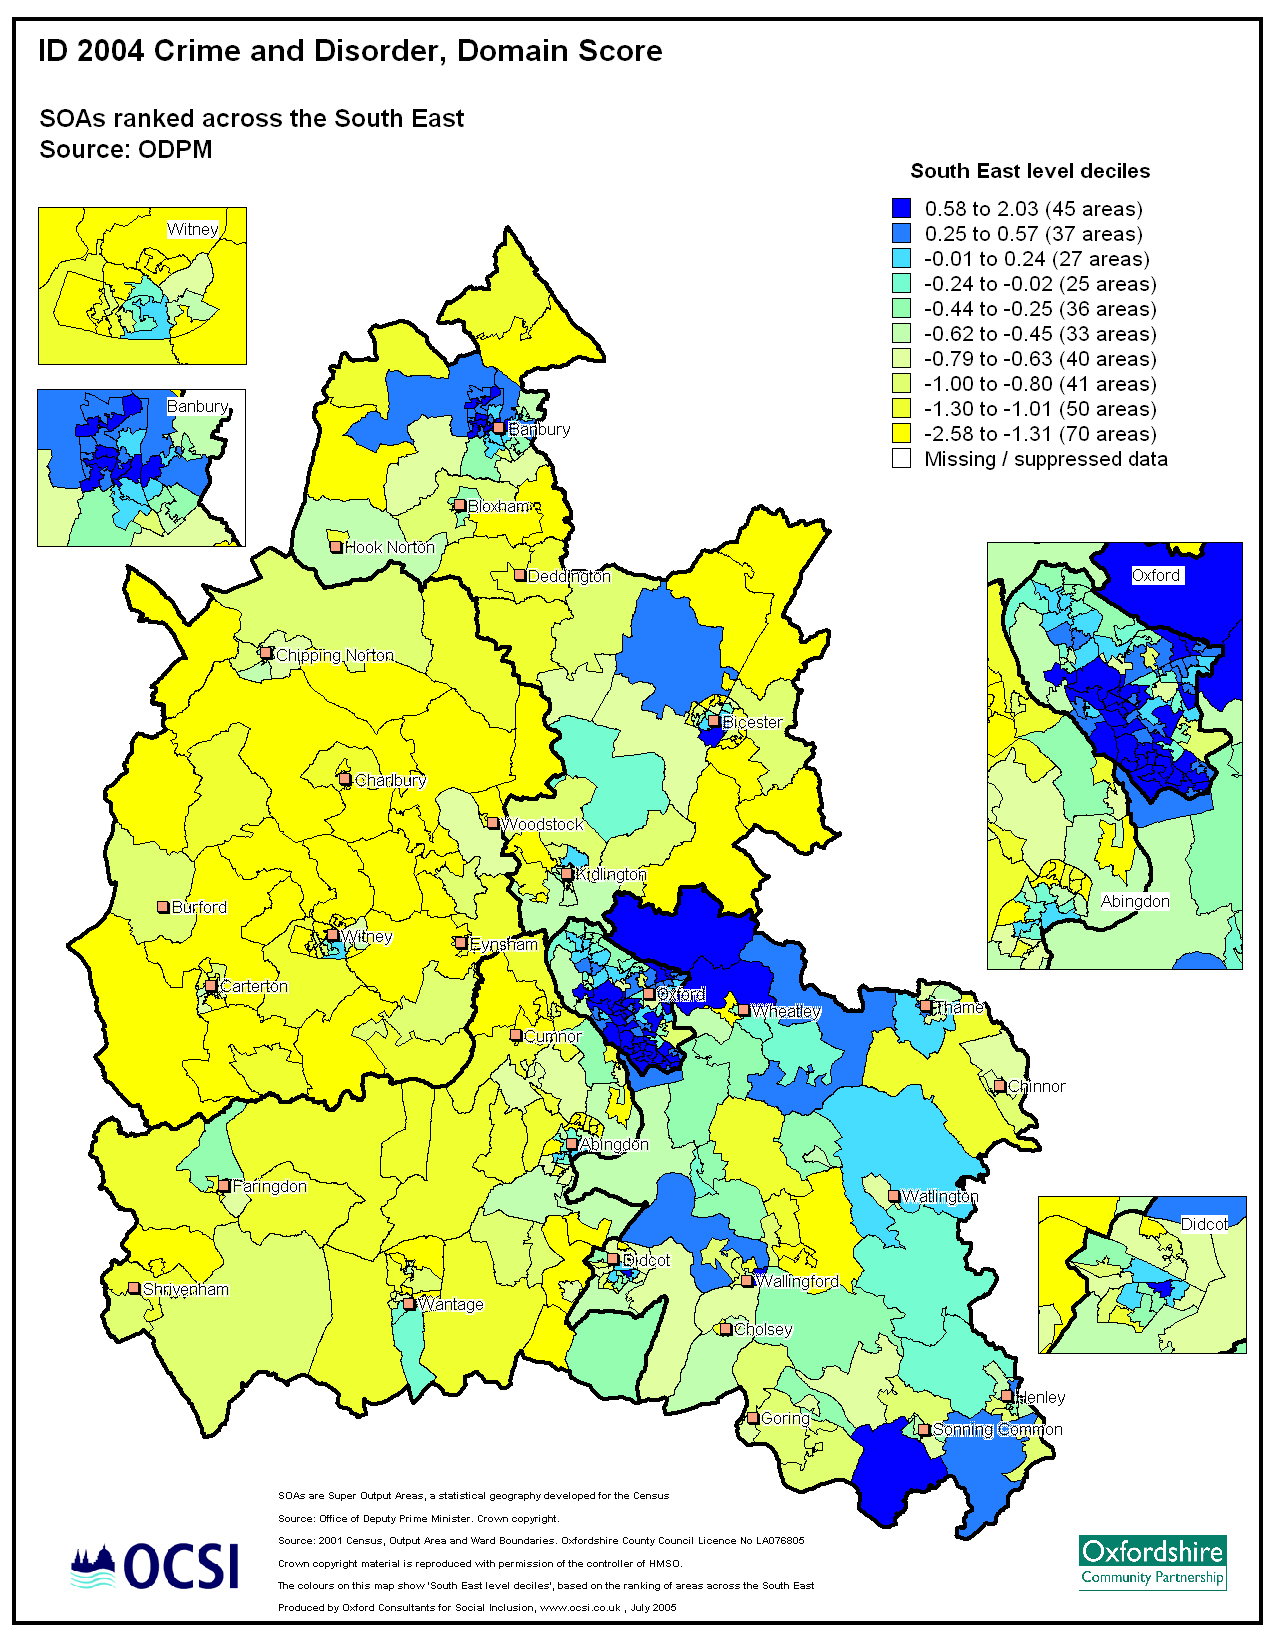 ID 2004 Crime and Disorder, Domain Score
SOAs ranked across the South East
Source: ODPM
South East level deciles
0.58 to 2.03 (45 areas)
0.25 to 0.57 (37 areas)
-0.01 to 0.24 (27 areas)
-0.24 to -0.02 (25 areas)
-0.44 to -0.25 (36 areas)
-0.62 to -0.45 (33 areas)
-0.79 to -0.63 (40 areas)
-1.00 to -0.80 (41 areas)
-1.30 to -1.01 (50 areas)
-2.58 to -1.31 (70 areas)
Missing / suppressed data
Witney
Banbury
Banbury
Bloxham
Hook Norton
Deddington
Oxford
Abingdon
Chipping Norton
Bicester
Charlbury
Woodstock
Kidlington
Burford
Witney
Eynsham
Carterton
Oxford
Wheatley
Thame
Cumnor
Chinnor
Abingdon
Faringdon
Watlington
Didcot
Didcot
Shrivenham
Wallingford
Wantage
Cholsey
Henley
Goring
Sonning Common
SOAs are Super Output Areas, a statistical geography developed for the Census
Source: Office of Deputy Prime Minister. Crown copyright.
Source: 2001 Census, Output Area and Ward Boundaries. Oxfordshire County Council Licence No LA076805
Crown copyright material is reproduced with permission of the controller of HMSO.
The colours on this map show 'South East level deciles', based on the ranking of areas across the South East
Produced by Oxford Consultants for Social Inclusion, www.ocsi.co.uk , July 2005
OCSI
Oxfordshire
Community Partnership